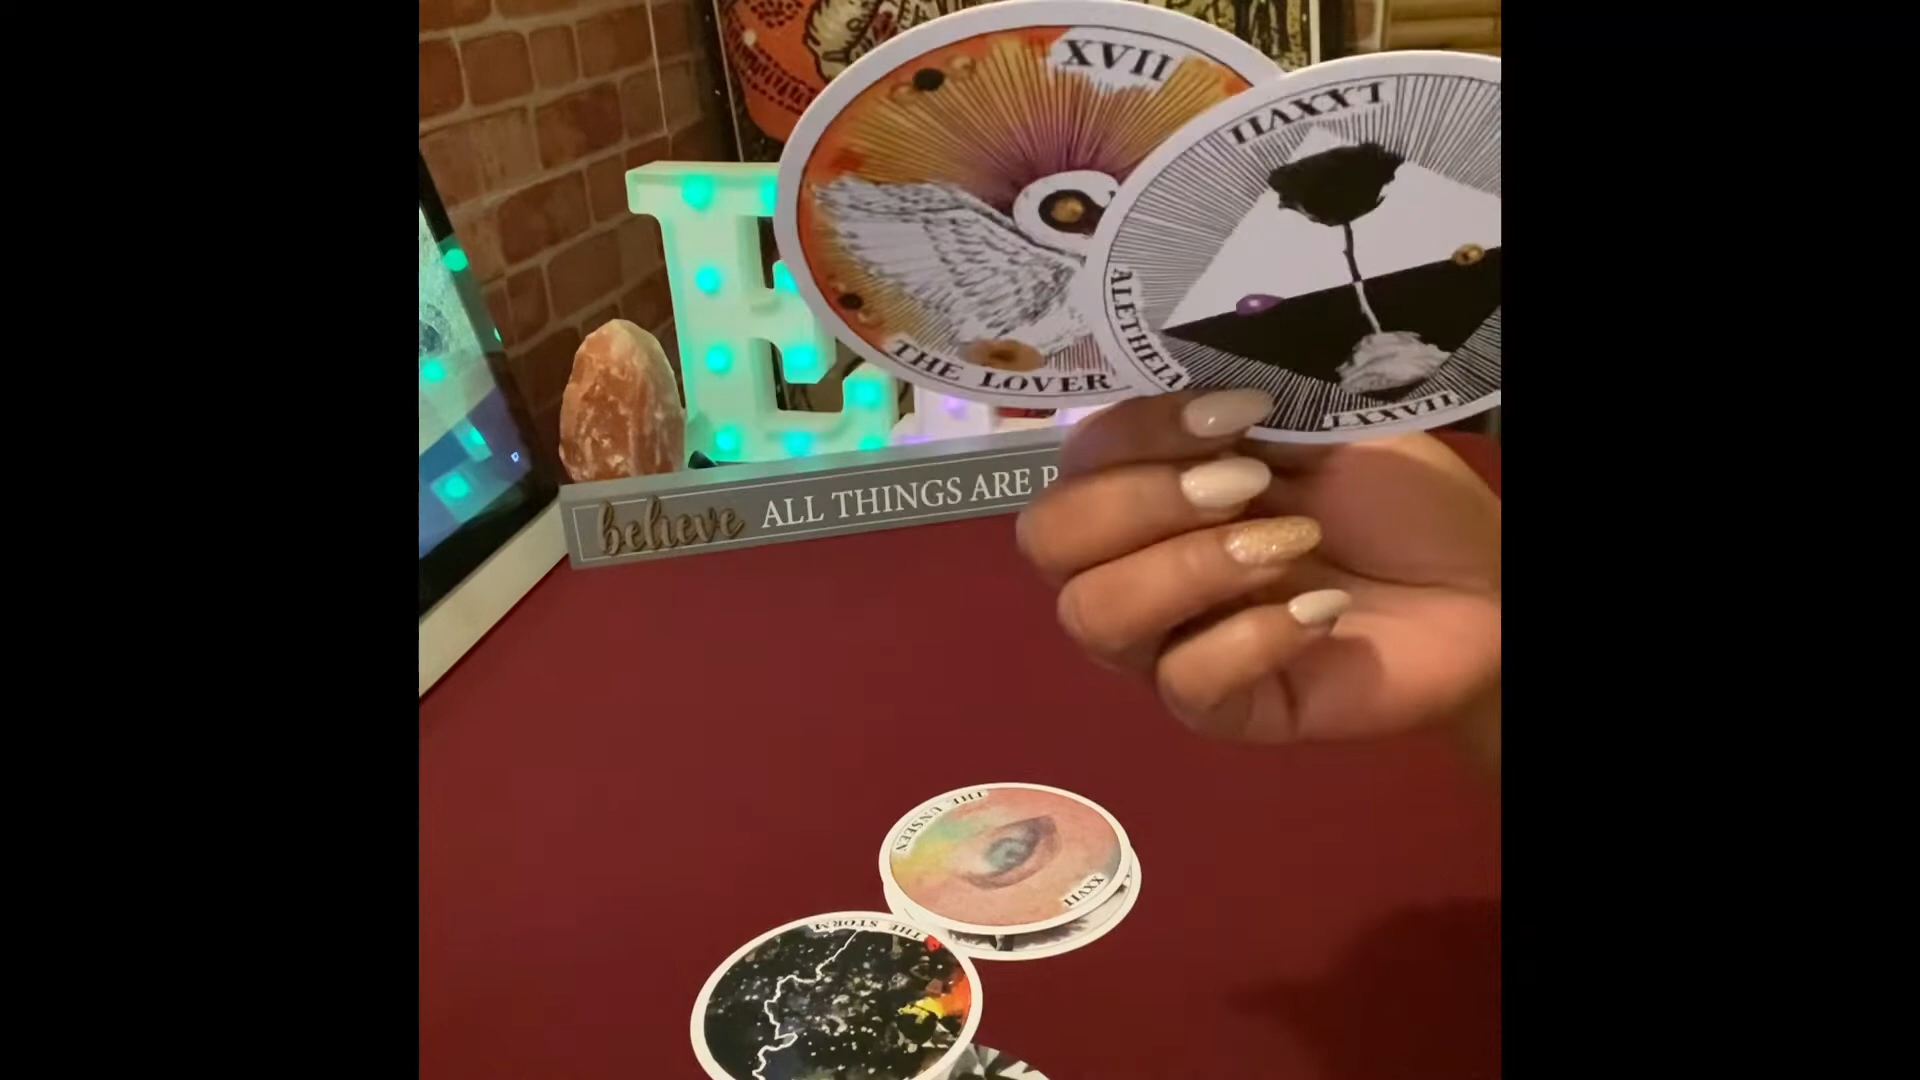 XVII
THE LOVER
LXXVII
ALETHEIA
LXXVII
believe ALL THINGS ARE P
THE UNSEEN
XXVII
THE STORM